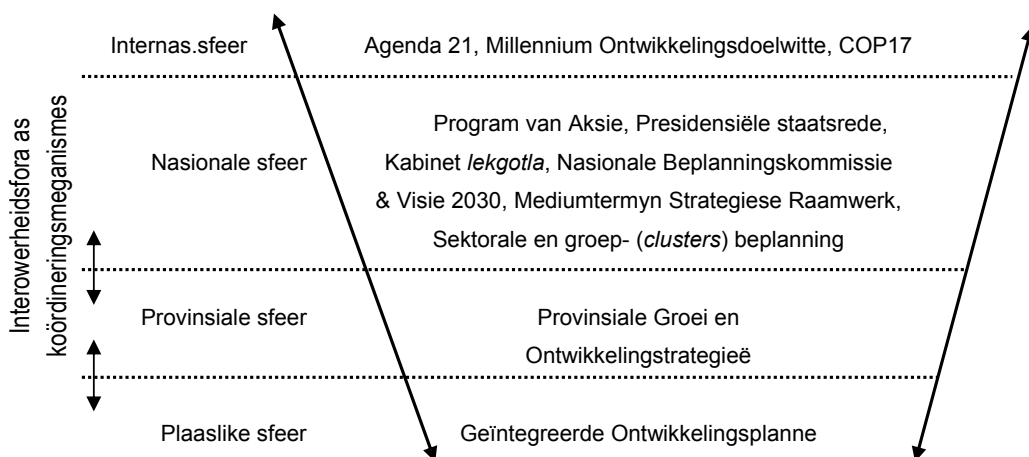 Internas.sfeer
Agenda 21, Millennium Ontwikkelingsdoelwitte, COP17
Interowerheidsfora as
koördineringsmeganismes
Nasionale sfeer
Program van Aksie, Presidensiële staatsrede,
Kabinet lekgotla, Nasionale Beplanningskommissie
& Visie 2030, Mediumtermyn Strategiese Raamwerk,
Sektorale en groep- (clusters) beplanning
Provinsiale sfeer
Provinsiale Groei en
Ontwikkelingstrategieë
Plaaslike sfeer
Geïntegreerde Ontwikkelingsplanne